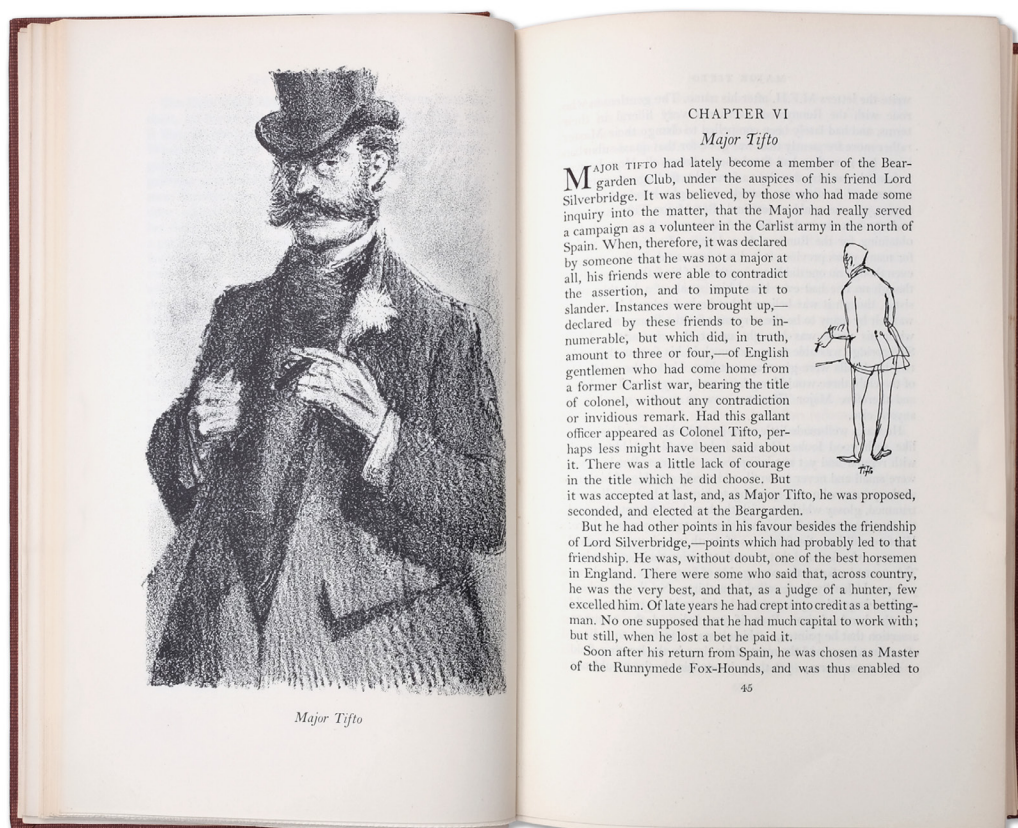 Major Tifto
CHAPTER VI
Major Tifto
MAJOR TIFTO had lately become a member of the Bear-
garden Club, under the auspices of his friend Lord
Silverbridge. It was believed, by those who had made some
inquiry into the matter, that the Major had really served
a campaign as a volunteer in the Carlist army in the north of
Spain. When, therefore, it was declared
by someone that he was not a major at
all, his friends were able to contradict
the assertion, and to impute it to
slander. Instances were brought up,—
declared by these friends to be in-
numerable, but which did, in truth,
amount to three or four,—of English
gentlemen who had come home from
a former Carlist war, bearing the title
of colonel, without any contradiction
or invidious remark. Had this gallant
officer appeared as Colonel Tifto, per-
haps less might have been said about
it. There was a little lack of courage
in the title which he did choose. But
it was accepted at last, and, as Major Tifto, he was proposed,
seconded, and elected at the Beargarden.
But he had other points in his favour besides the friendship
of Lord Silverbridge,—points which had probably led to that
friendship. He was, without doubt, one of the best horsemen
in England. There were some who said that, across country,
he was the very best, and that, as a judge of a hunter, few
excelled him. Of late years he had crept into credit as a betting-
man. No one supposed that he had much capital to work with;
but still, when he lost a bet he paid it.
Soon after his return from Spain, he was chosen as Master
of the Runnymede Fox-Hounds, and was thus enabled to
45